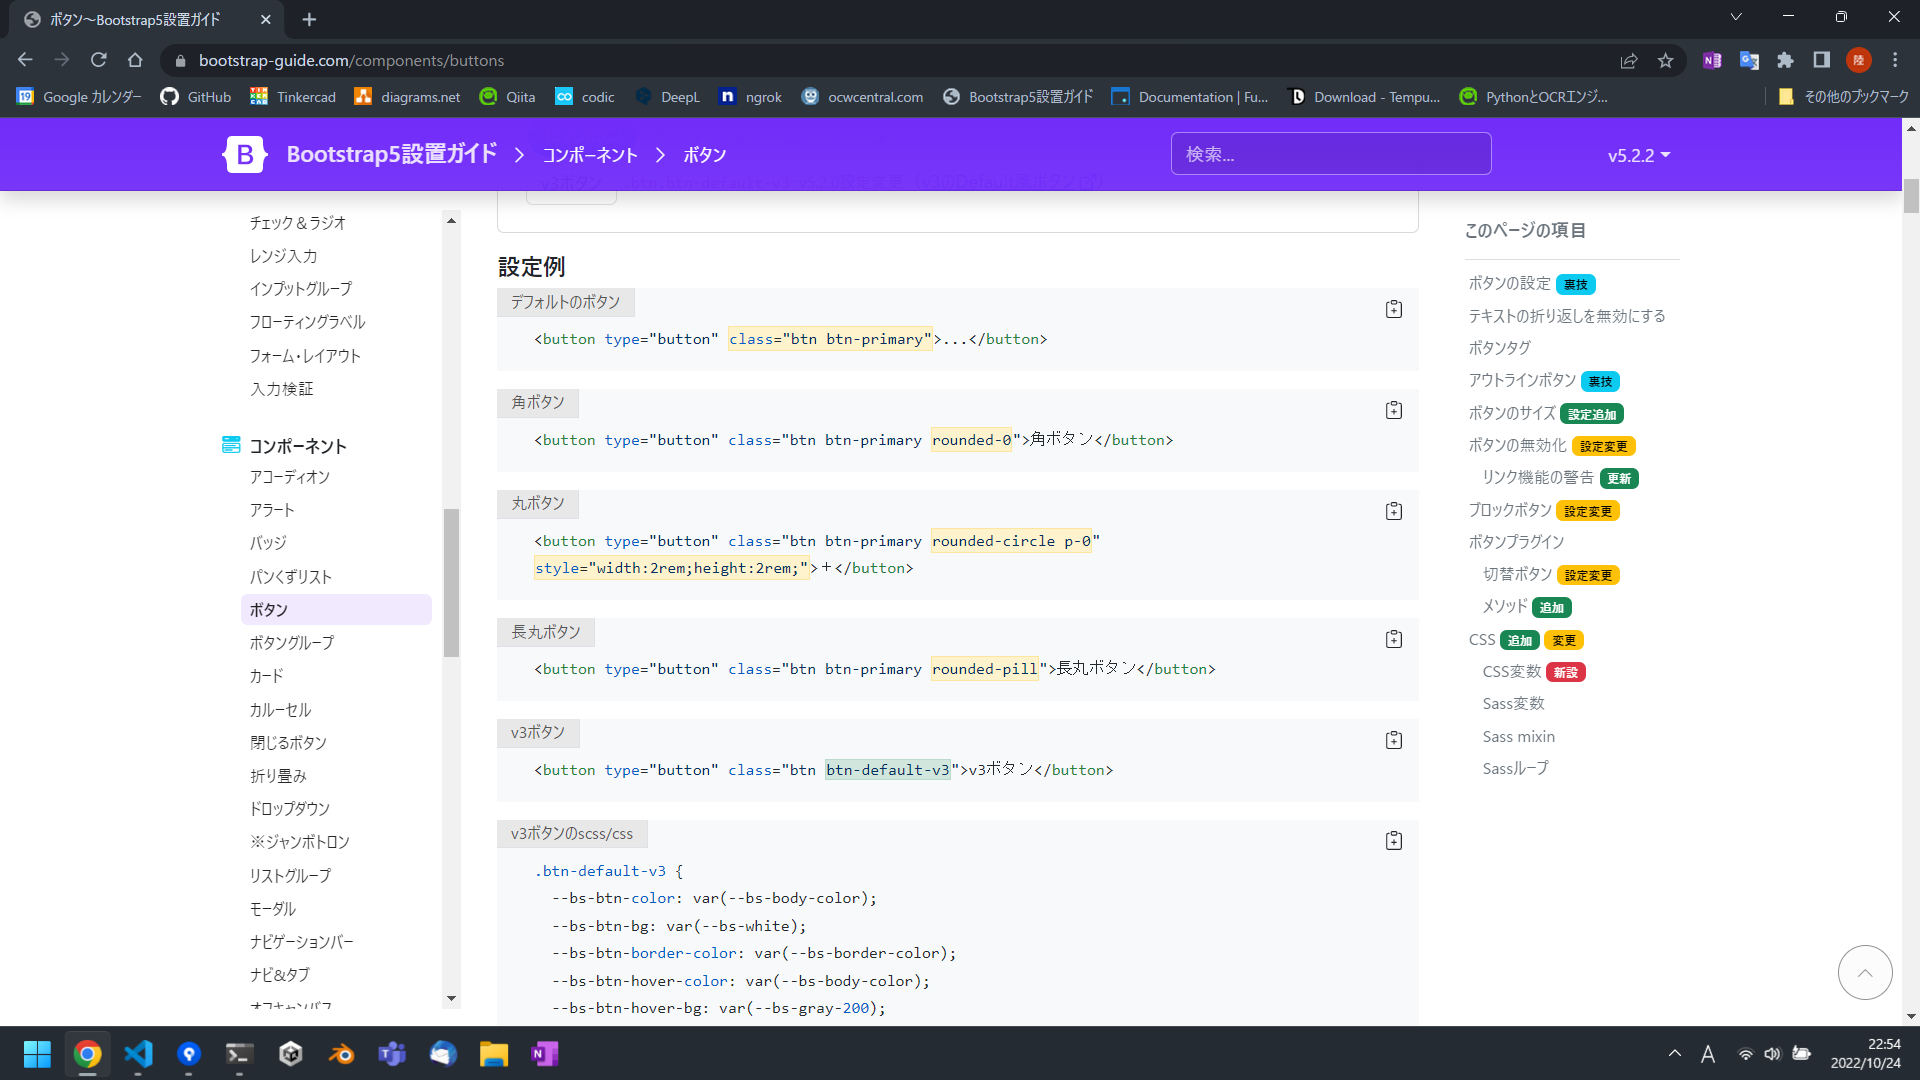 ボタン～Bootstrap5設置ガイド
bootstrap-guide.com/components/buttons
Google カレンダー
GitHub
Tinkercad
diagrams.net
Qiita
codic
DeepL
ngrok
ocwcentral.com
Bootstrap5設置ガイド
Documentation | Fu...
Download - Tempu...
PythonとOCRエンジ...
その他のブックマーク
Bootstrap5設置ガイド
コンポーネント
ボタン
検索...
v5.2.2
チェック＆ラジオ
レンジ入力
インプットグループ
フローティングラベル
フォーム・レイアウト
入力検証
コンポーネント
アコーディオン
アラート
バッジ
パンくずリスト
ボタン
ボタングループ
カード
カルーセル
閉じるボタン
折り畳み
ドロップダウン
※ジャンボトロン
リストグループ
モーダル
ナビゲーションバー
ナビ&タブ
オフキャンバス
設定例
デフォルトのボタン
<button type="button" class="btn btn-primary">...</button>
角ボタン
<button type="button" class="btn btn-primary rounded-0">角ボタン</button>
丸ボタン
<button type="button" class="btn btn-primary rounded-circle p-0"
style="width:2rem;height:2rem;">＋</button>
長丸ボタン
<button type="button" class="btn btn-primary rounded-pill">長丸ボタン</button>
v3ボタン
<button type="button" class="btn btn-default-v3">v3ボタン</button>
v3ボタンのscss/css
.btn-default-v3 {
--bs-btn-color: var(--bs-body-color);
--bs-btn-bg: var(--bs-white);
--bs-btn-border-color: var(--bs-border-color);
--bs-btn-hover-color: var(--bs-body-color);
--bs-btn-hover-bg: var(--bs-gray-200);
このページの項目
ボタンの設定 裏技
テキストの折り返しを無効にする
ボタンタグ
アウトラインボタン 裏技
ボタンのサイズ 設定追加
ボタンの無効化 設定変更
リンク機能の警告 更新
ブロックボタン 設定変更
ボタンプラグイン
切替ボタン 設定変更
メソッド 追加
CSS 追加 変更
CSS変数 新設
Sass変数
Sass mixin
Sassループ
A
22:54
2022/10/24